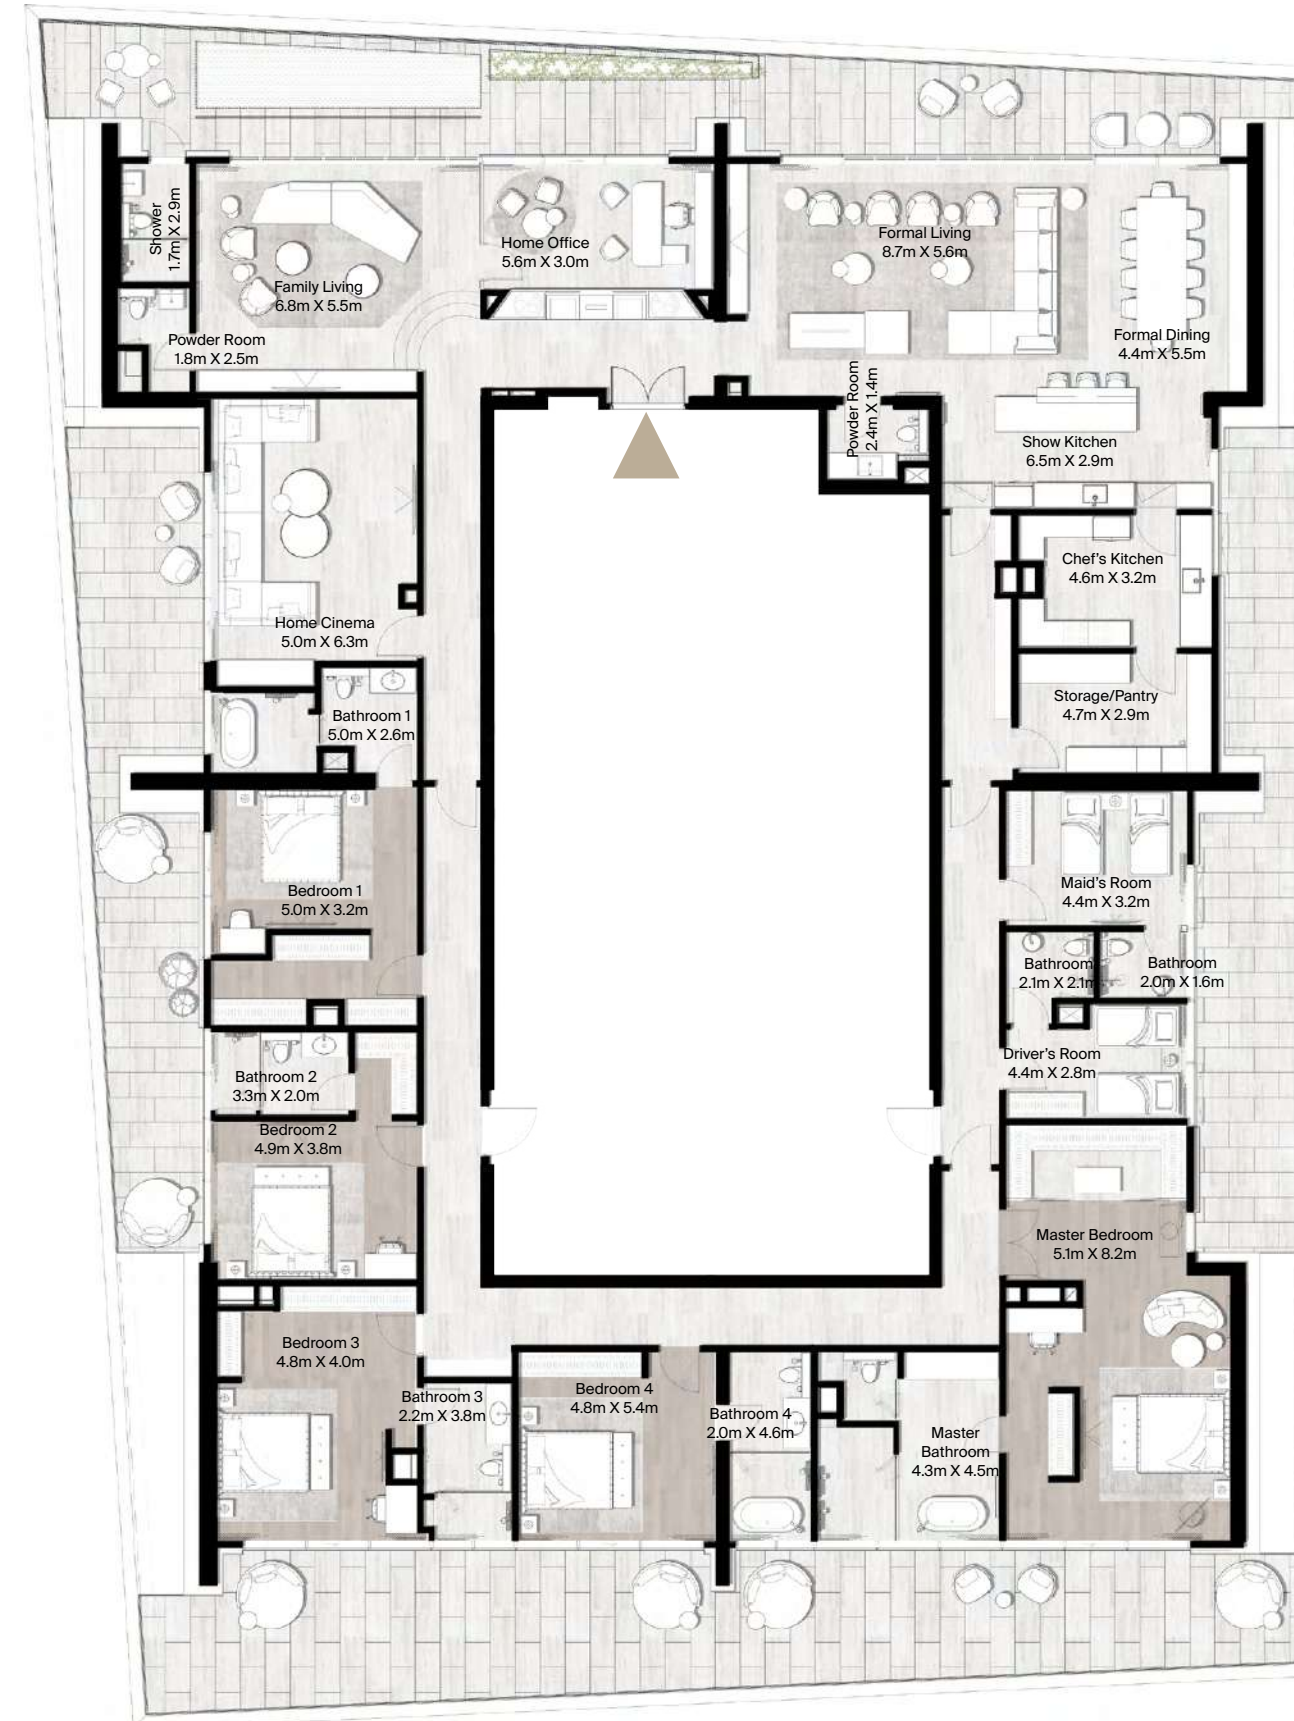 Shower
1.7m X 2.9m
Home Office
5.6m X 3.0m
Formal Living
8.7m X 5.6m
Family Living
6.8m X 5.5m
Powder Room
1.8m X 2.5m
Formal Dining
4.4m X 5.5m
Powder Room
2.4m X 1.4m
Show Kitchen
6.5m X 2.9m
Chef's Kitchen
4.6m X 3.2m
Home Cinema
5.0m X 6.3m
Storage/Pantry
4.7m X 2.9m
Bathroom 1
5.0m X 2.6m
Bedroom 1
5.0m X 3.2m
Maid's Room
4.4m X 3.2m
Bathroom
2.1m X 2.1m
Bathroom
2.0m X 1.6m
Driver's Room
4.4m X 2.8m
Bathroom 2
3.3m X 2.0m
Bedroom 2
4.9m X 3.8m
Master Bedroom
5.1m X 8.2m
Bedroom 3
4.8m X 4.0m
Bathroom 3
2.2m X 3.8m
Bedroom 4
4.8m X 5.4m
Bathroom 4
2.0m X 4.6m
Master
Bathroom
4.3m X 4.5m